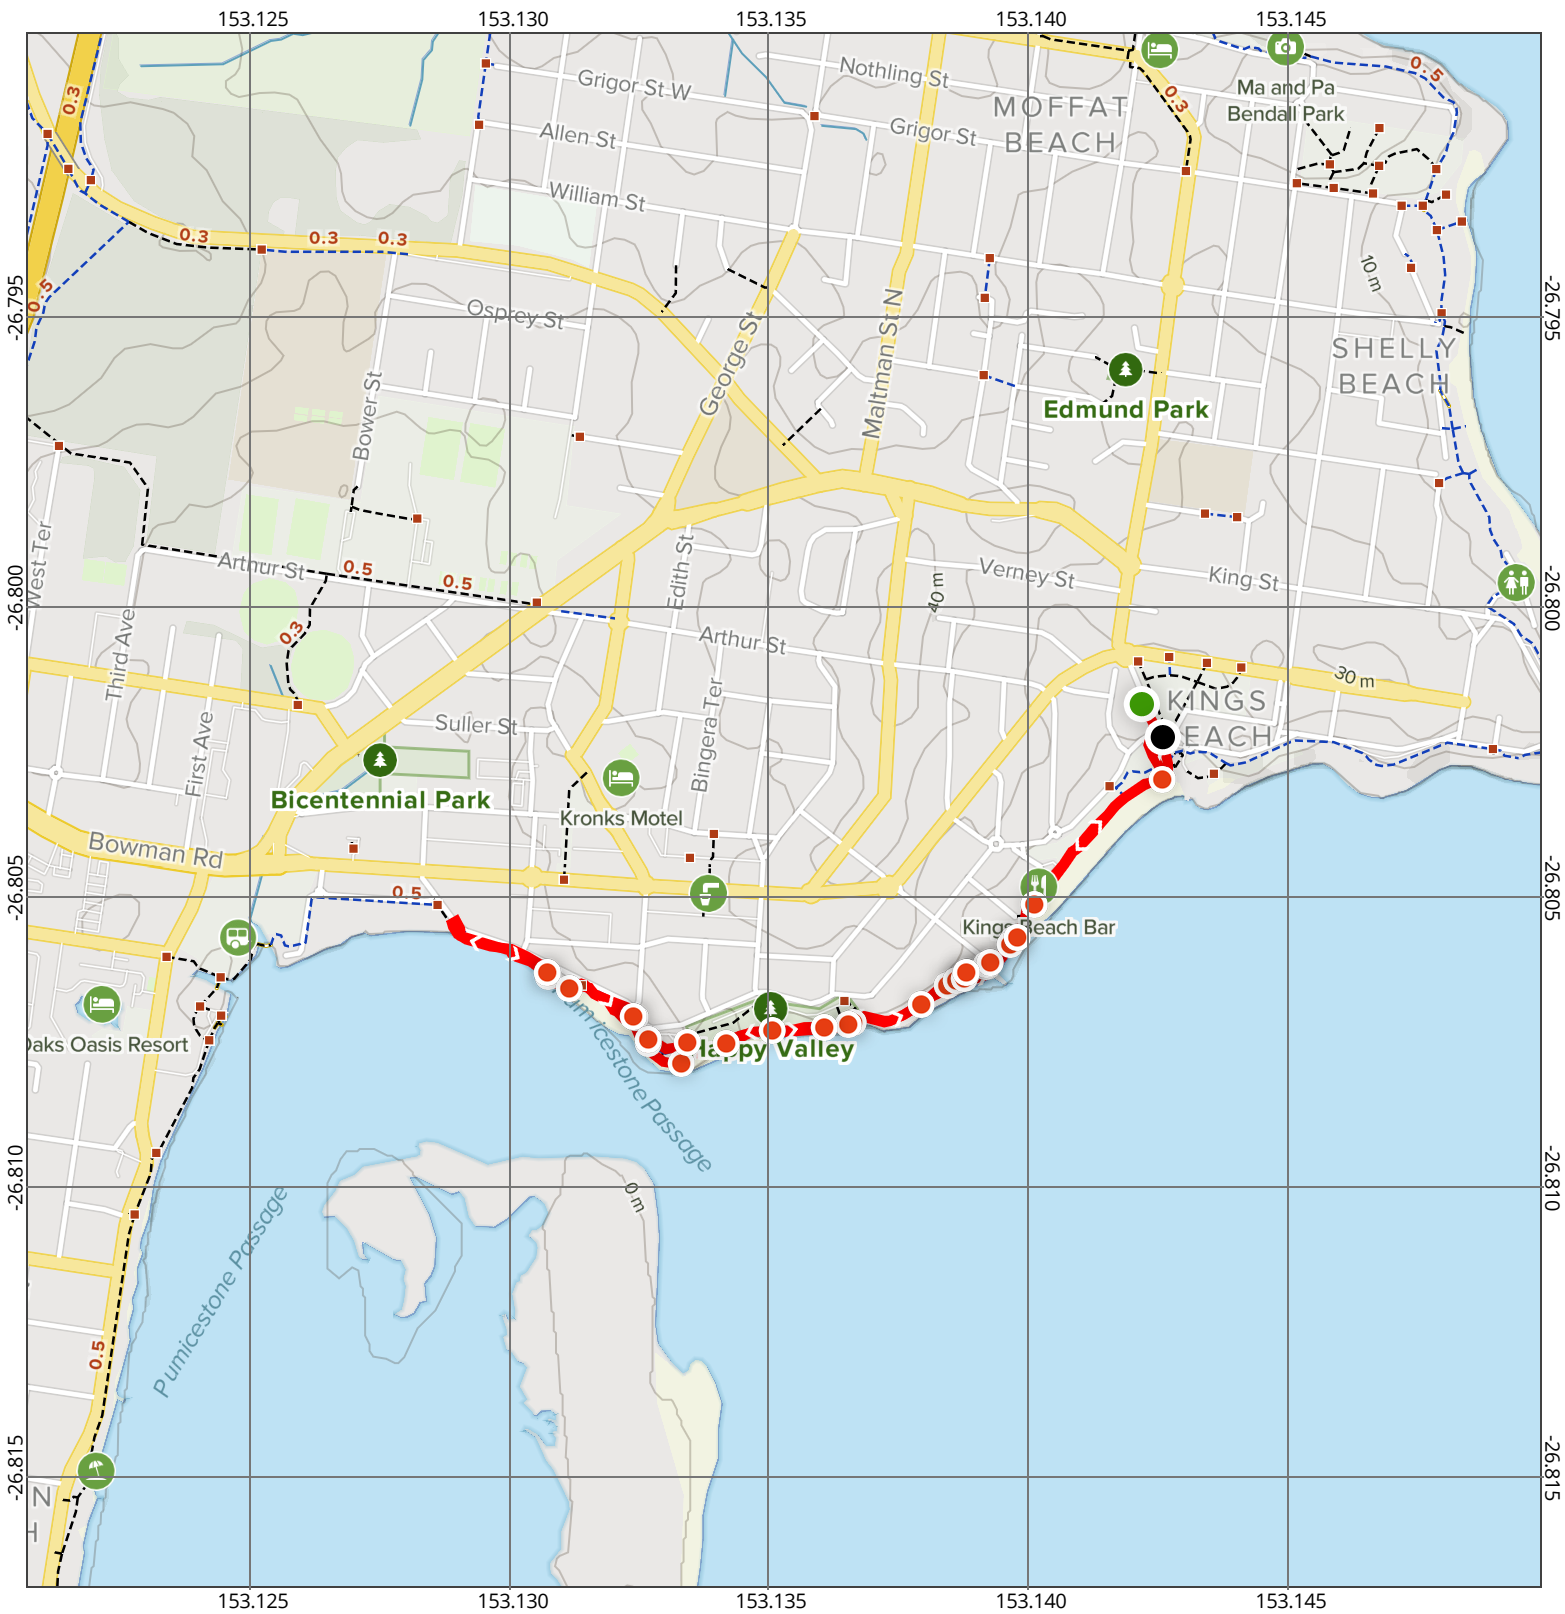 153.125
153.130
153.135
153.140
153.145
Grigor St W
Nothling St
MOFFAT
BEACH
0.3
0.5
Ma and Pa
Bendall Park
0.3
Allen St
Grigor St
William St
0.3
0.3
0.3
10 m
0.5
-26.795
-26.795
Osprey St
George St
Maltman St N
SHELLY
BEACH
Edmund Park
Bower St
West Ter
Arthur St
0.5
0.5
Edith St
Verney St
King St
40 m
-26.800
-26.800
0.3
Third Ave
Arthur St
30 m
KINGS
EACH
Suller St
First Ave
Bingera Ter
Bicentennial Park
Kronks Motel
Bowman Rd
0.5
-26.805
-26.805
Kings Beach Bar
Oaks Oasis Resort
Happy Valley
umicestone Passage
-26.810
-26.810
0 m
Pumicestone Passage
0.5
-26.815
-26.815
N
H
153.125
153.130
153.135
153.140
153.145